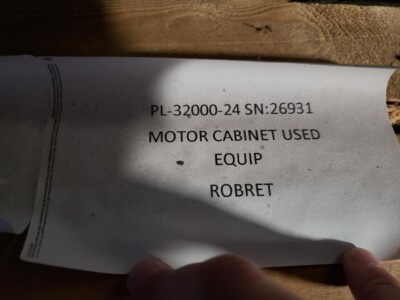 PL-32000-24 SN:26931
MOTOR CABINET USED
EQUIP
ROBRET